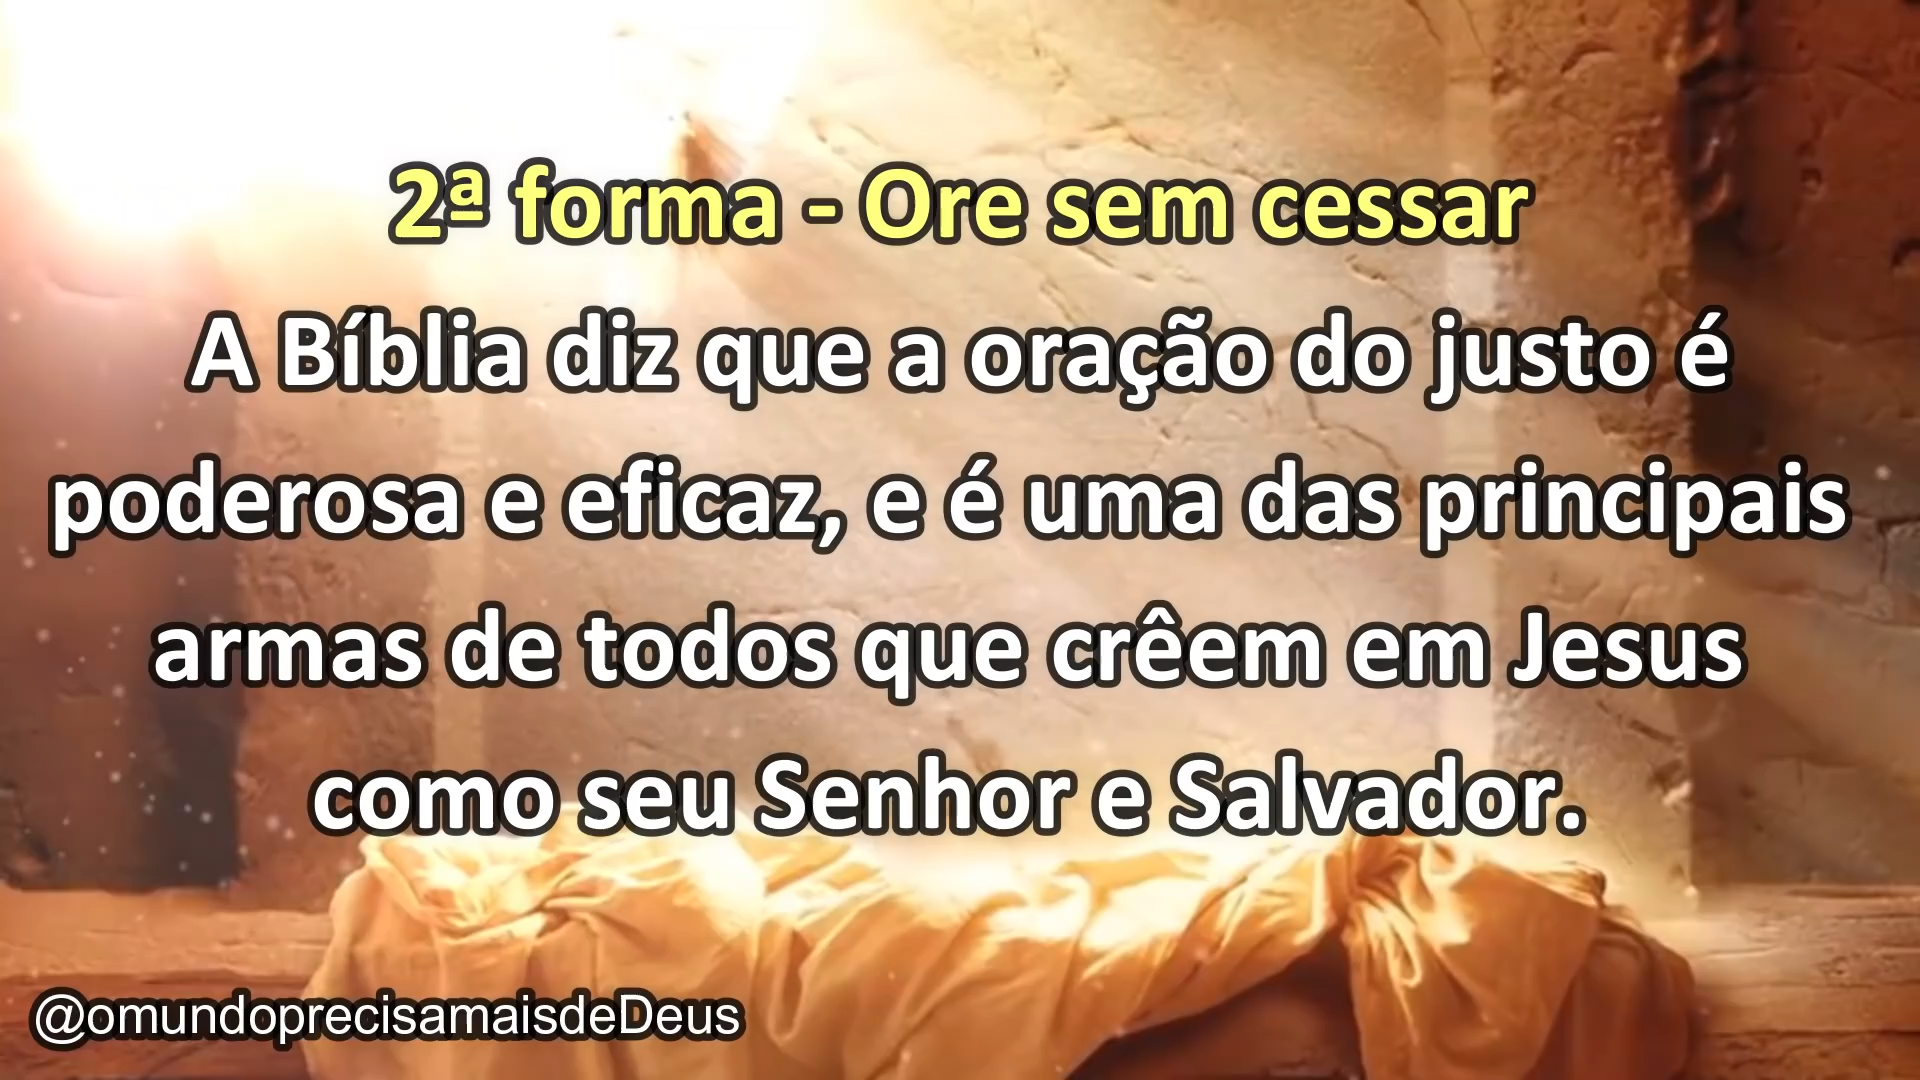 2ª forma - Ore sem cessar
A Bíblia diz que a oração do justo é
poderosa e eficaz, e é uma das principais
armas de todos que crêem em Jesus
como seu Senhor e Salvador.
@omundoprecisamaisdeDeus